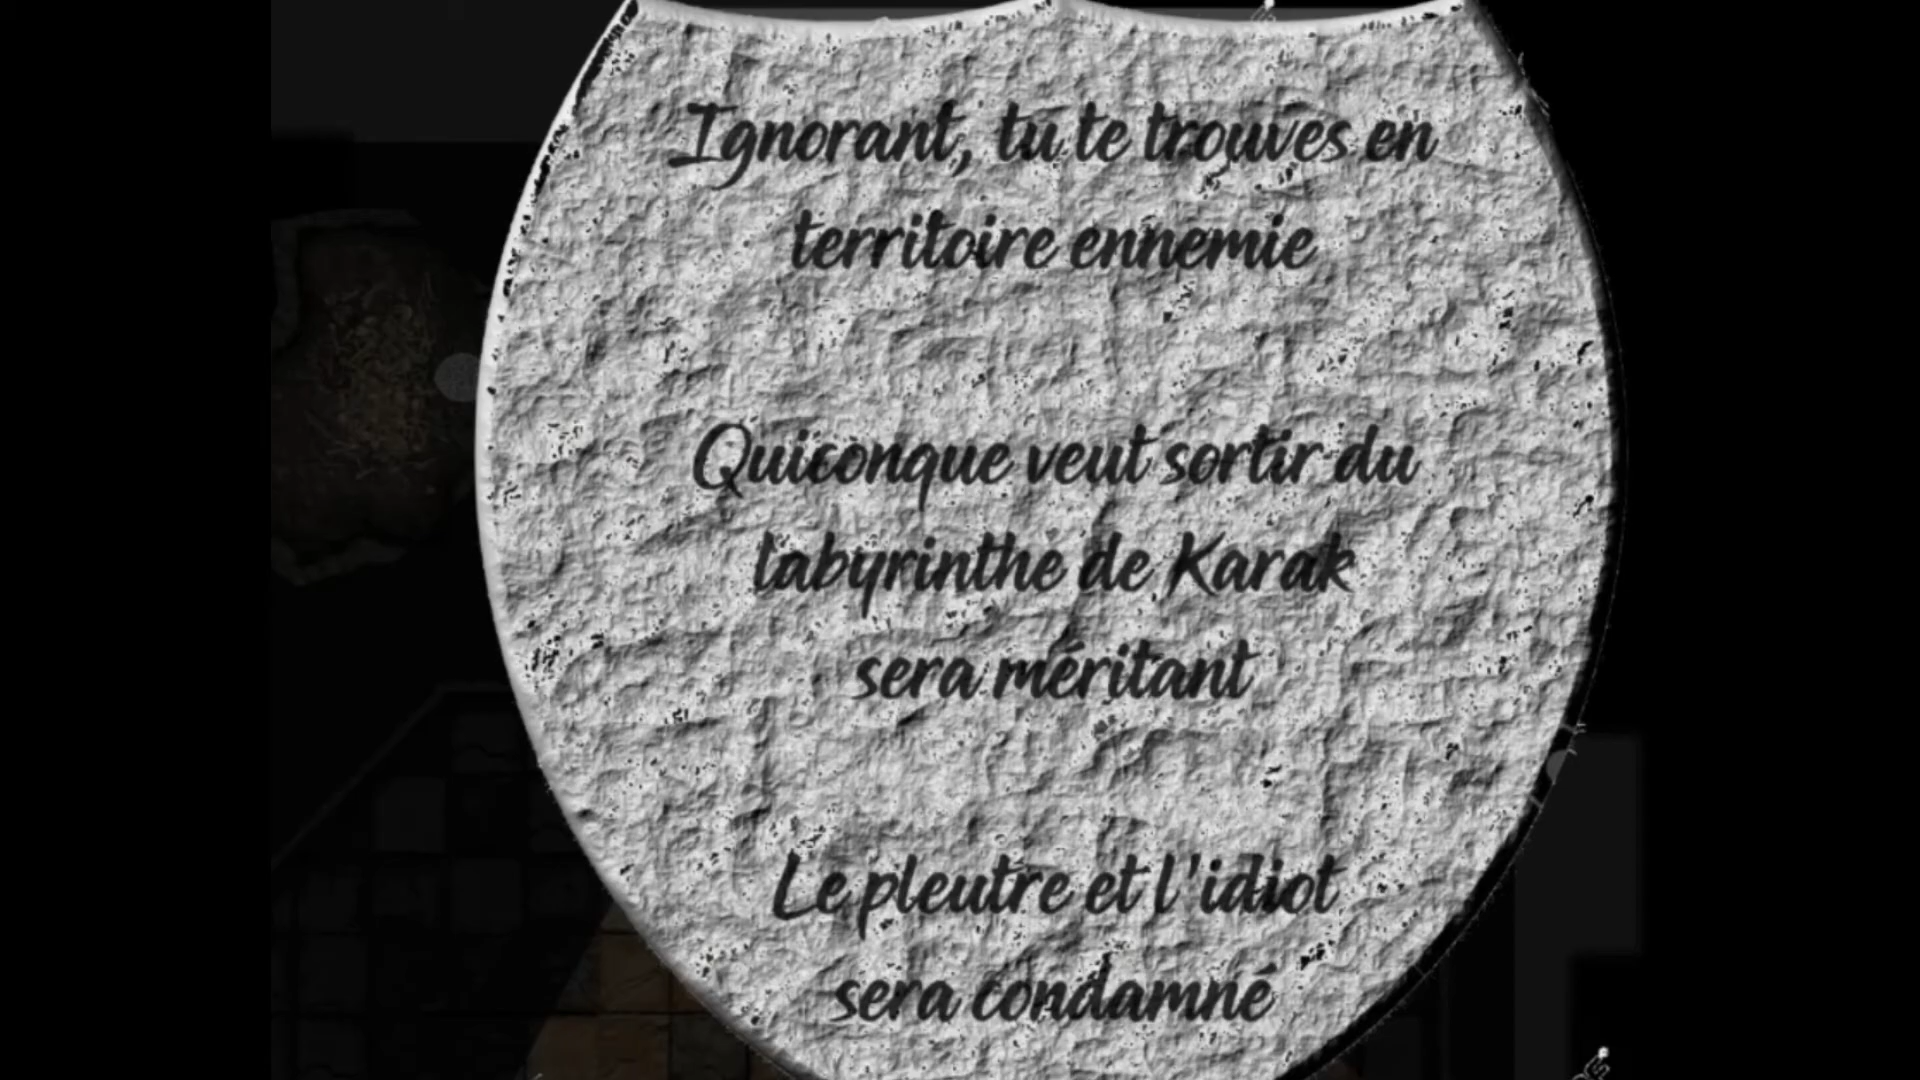 Ignorant, tu te trouves en
territoire ennemie
Quiconque veut sortir du
labyrinthe de Karak
sera méritant
Le pleutre et l'idiot
sera condamné